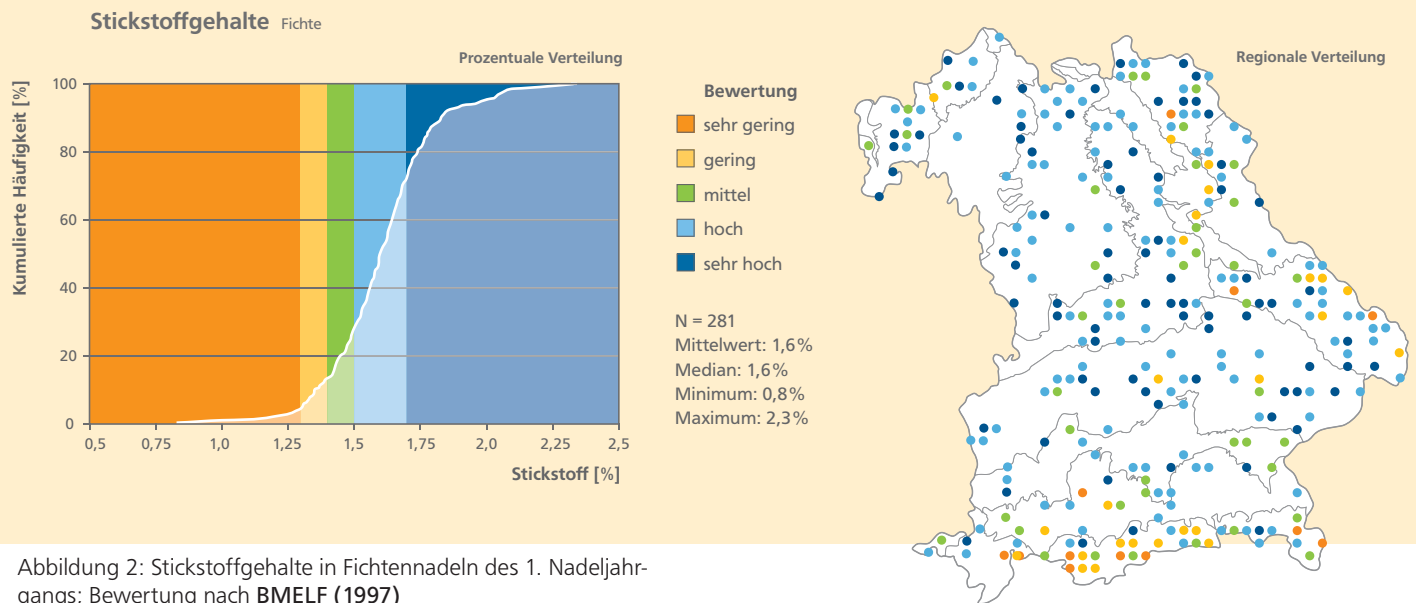 Stickstoffgehalte Fichte
Prozentuale Verteilung
Kumulierte Häufigkeit [%]
100
80
60
40
20
0
0,5 0,75 1,0 1,25 1,5 1,75 2,0 2,25 2,5
Stickstoff [%]
Bewertung
sehr gering
gering
mittel
hoch
sehr hoch
N = 281
Mittelwert: 1,6%
Median: 1,6%
Minimum: 0,8%
Maximum: 2,3%
Regionale Verteilung
Abbildung 2: Stickstoffgehalte in Fichtennadeln des 1. Nadeljahr-
gangs; Bewertung nach BMELF (1997)